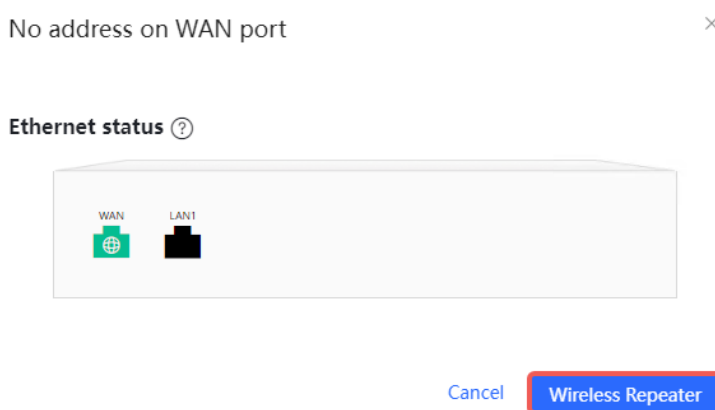 No address on WAN port
×
Ethernet status ?
WAN LAN1
Cancel Wireless Repeater